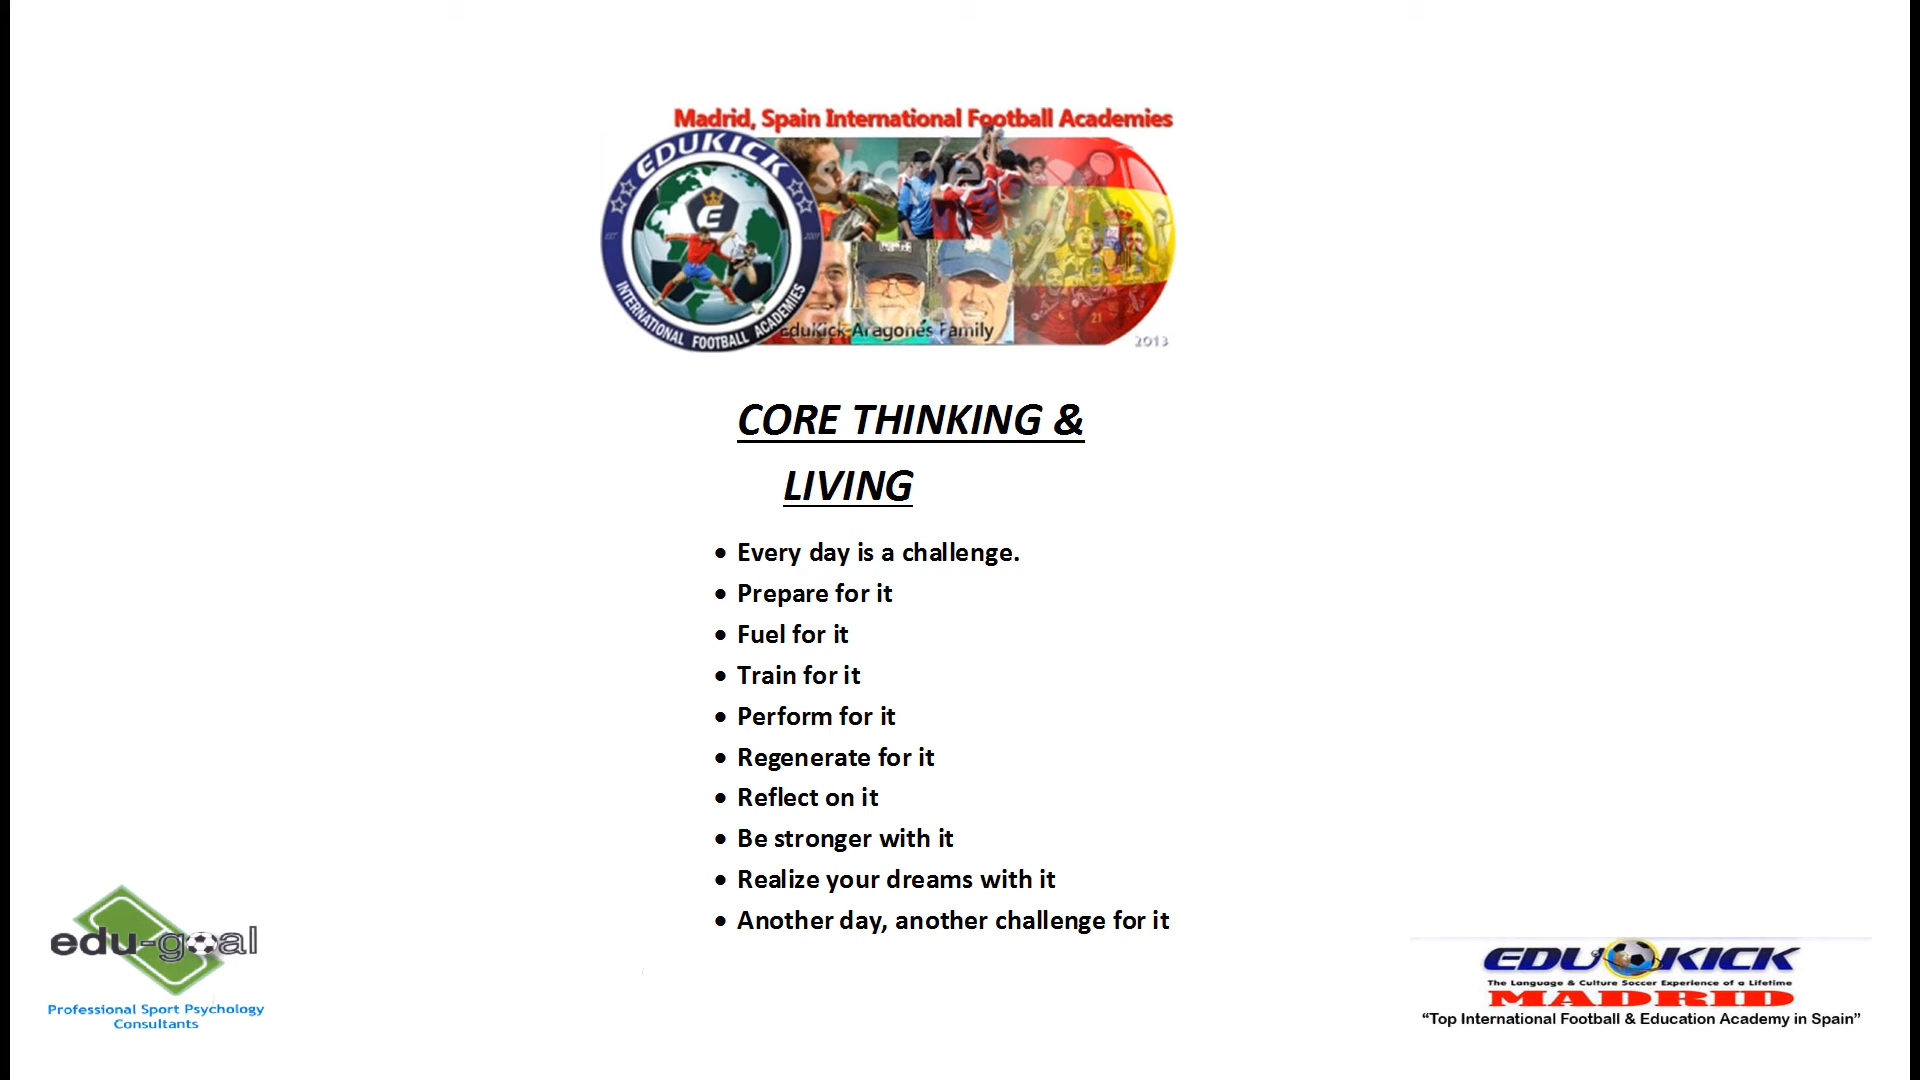 Madrid, Spain International Football Academies
EDUKICK
E
INTERNATIONAL FOOTBALL ACADEMIES
EduKick-Aragones Family
21
2013
CORE THINKING &
LIVING
• Every day is a challenge.
• Prepare for it
• Fuel for it
• Train for it
• Perform for it
• Regenerate for it
• Reflect on it
• Be stronger with it
• Realize your dreams with it
• Another day, another challenge for it
edu-goal
Professional Sport Psychology
Consultants
EDUKICK
The Language & Culture Soccer Experience of a Lifetime
MADRID
“Top International Football & Education Academy in Spain”